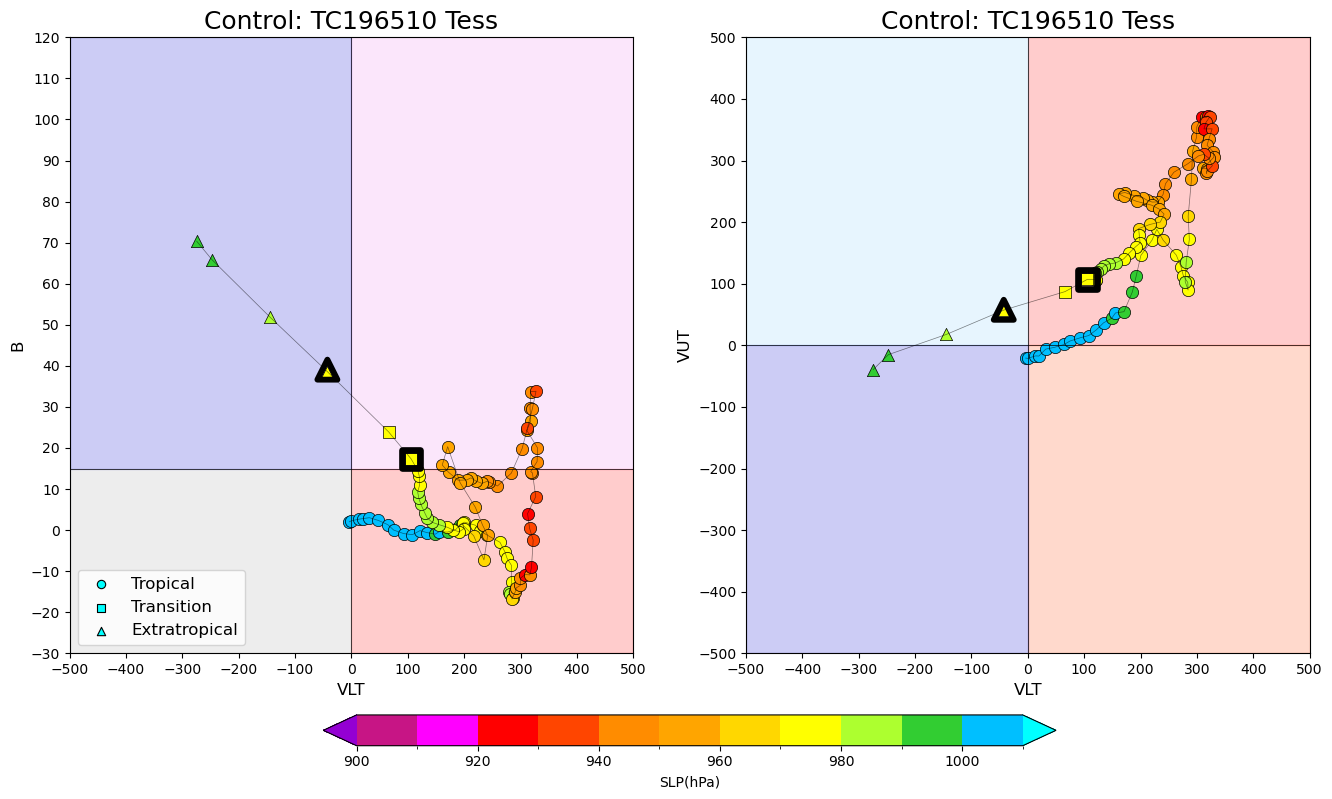 Control: TC196510 Tess
120
110
100
90
80
70
60
50
40
30
20
10
0
−10
−20
−30
B
Tropical
Transition
Extratropical
−500 −400 −300 −200 −100 0 100 200 300 400 500
VLT
Control: TC196510 Tess
500
400
300
200
100
0
−100
−200
−300
−400
−500
VUT
−500 −400 −300 −200 −100 0 100 200 300 400 500
VLT
900 920 940 960 980 1000
SLP(hPa)